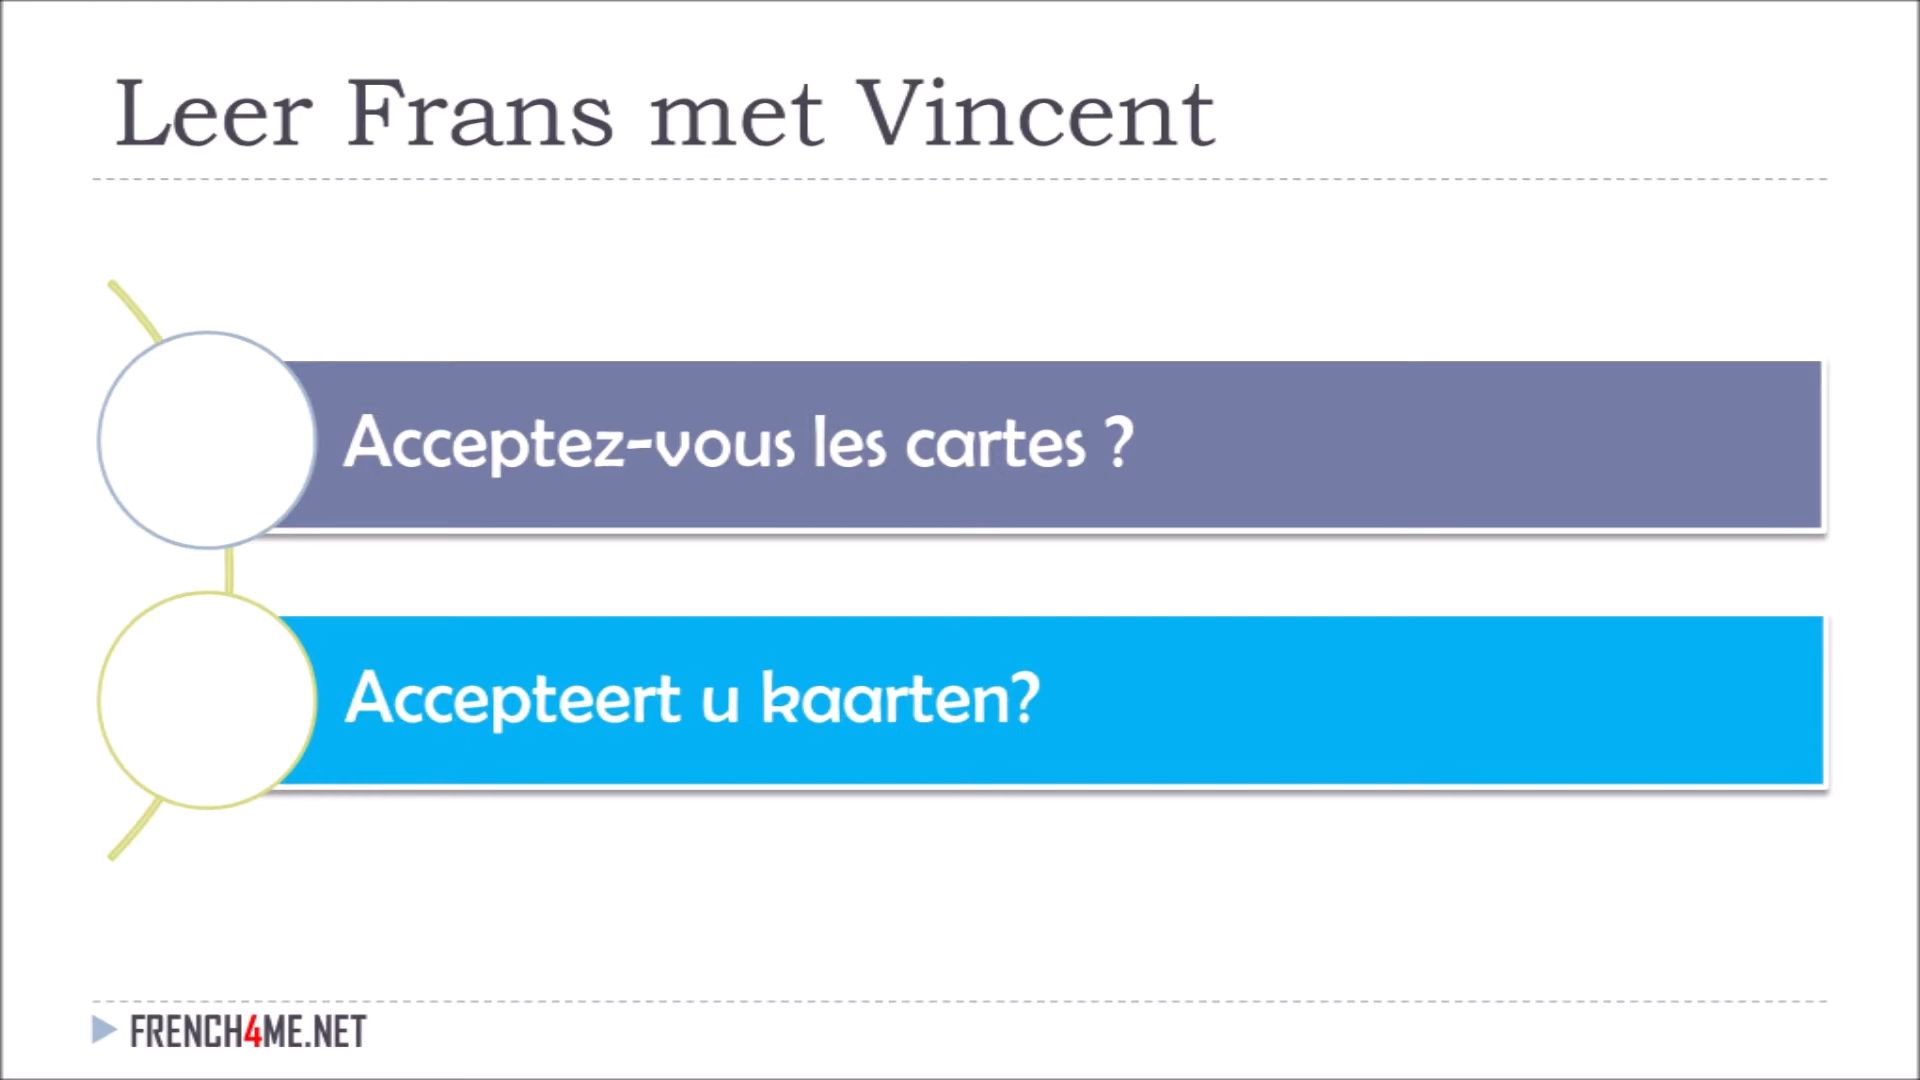 Leer Frans met Vincent
Acceptez-vous les cartes ?
Accepteert u kaarten?
FRENCH4ME.NET